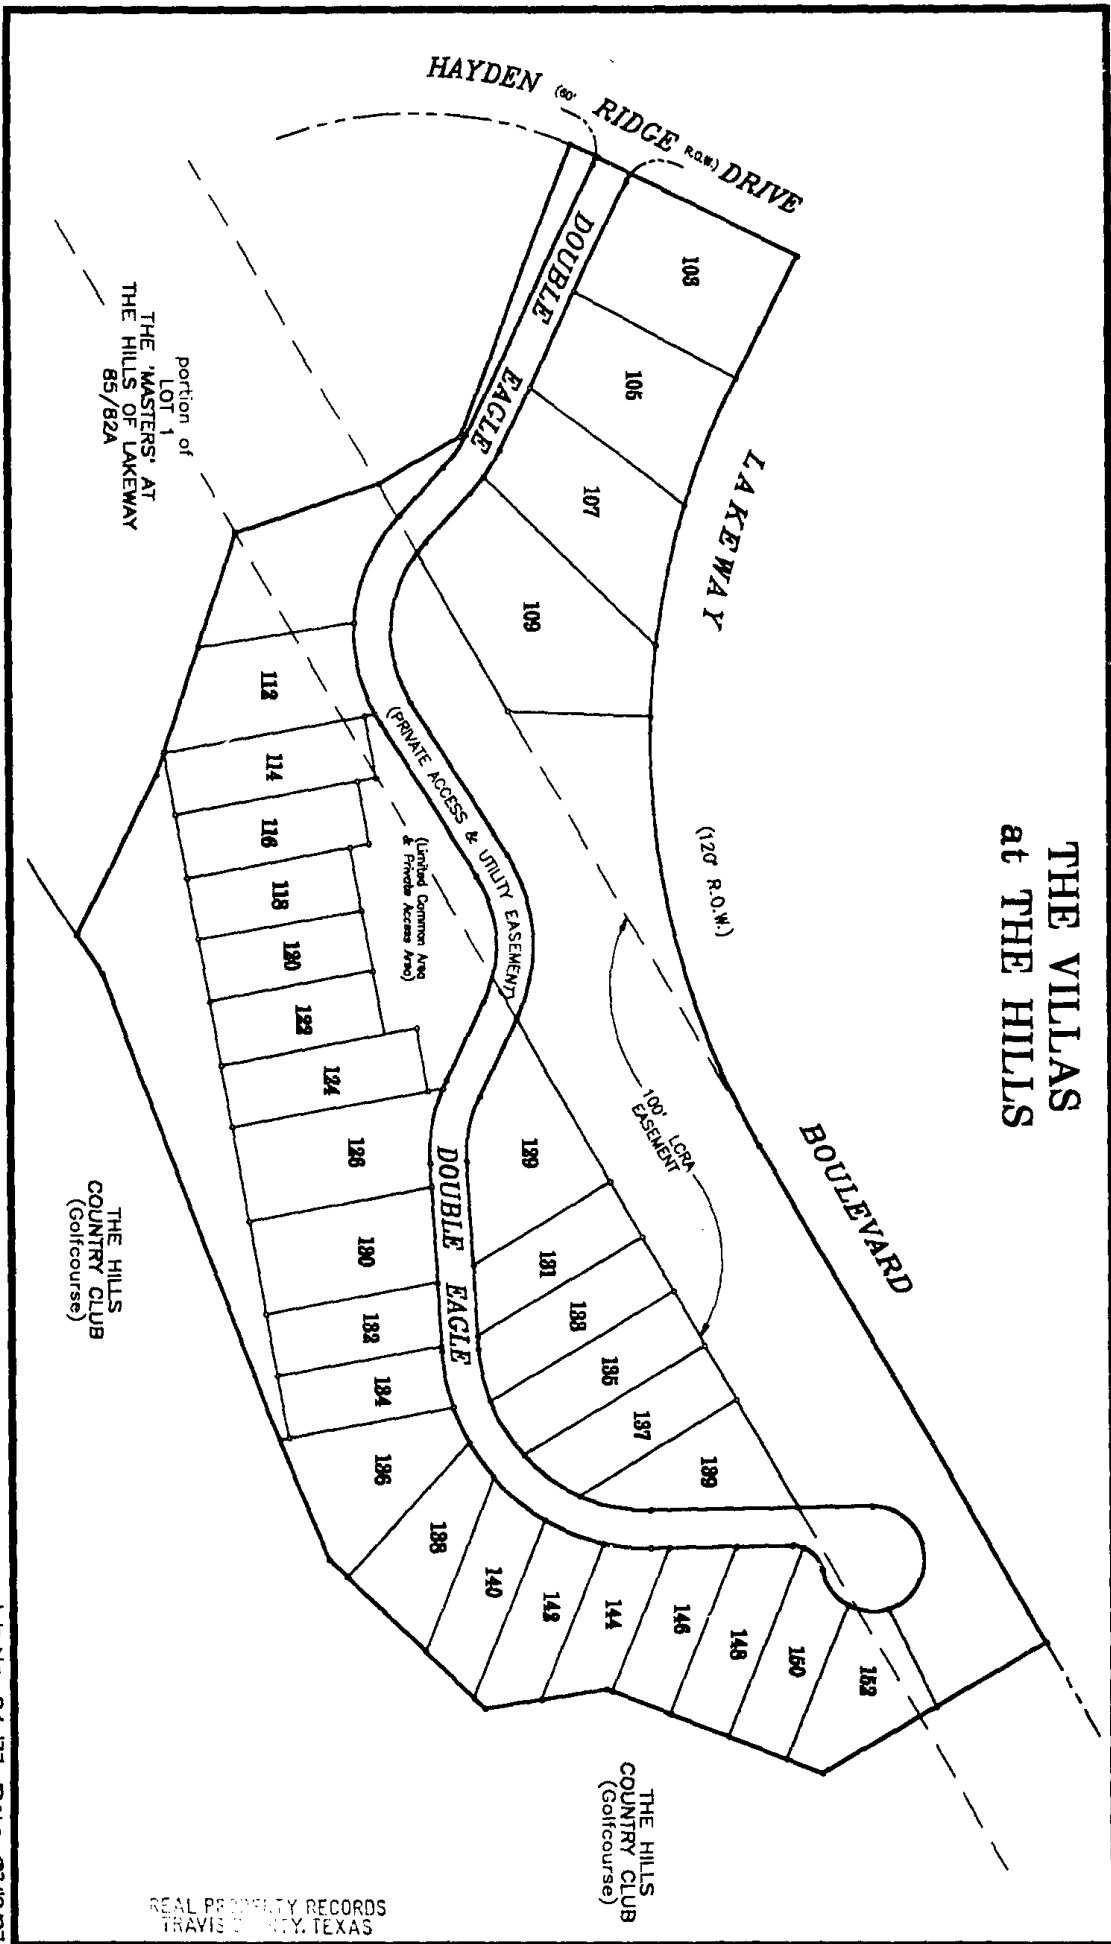 THE VILLAS
at THE HILLS
HAYDEN (60' RIDGE R.O.W.) DRIVE
LAKEWAY
(120' R.O.W.)
BOULEVARD
DOUBLE EAGLE
103
105
107
109
100' LCRA
EASEMENT
(PRIVATE ACCESS & UTILITY EASEMENT)
(Limited Common Area
& Private Access Area)
portion of
LOT 1
THE 'MASTERS' AT
THE HILLS OF LAKEWAY
85/82A
112
114
116
118
120
122
124
126
130
132
134
136
138
140
142
144
146
148
150
152
129
131
133
135
137
139
DOUBLE EAGLE
THE HILLS
COUNTRY CLUB
(Golfcourse)
THE HILLS
COUNTRY CLUB
(Golfcourse)
REAL PROPERTY RECORDS
TRAVIS COUNTY, TEXAS